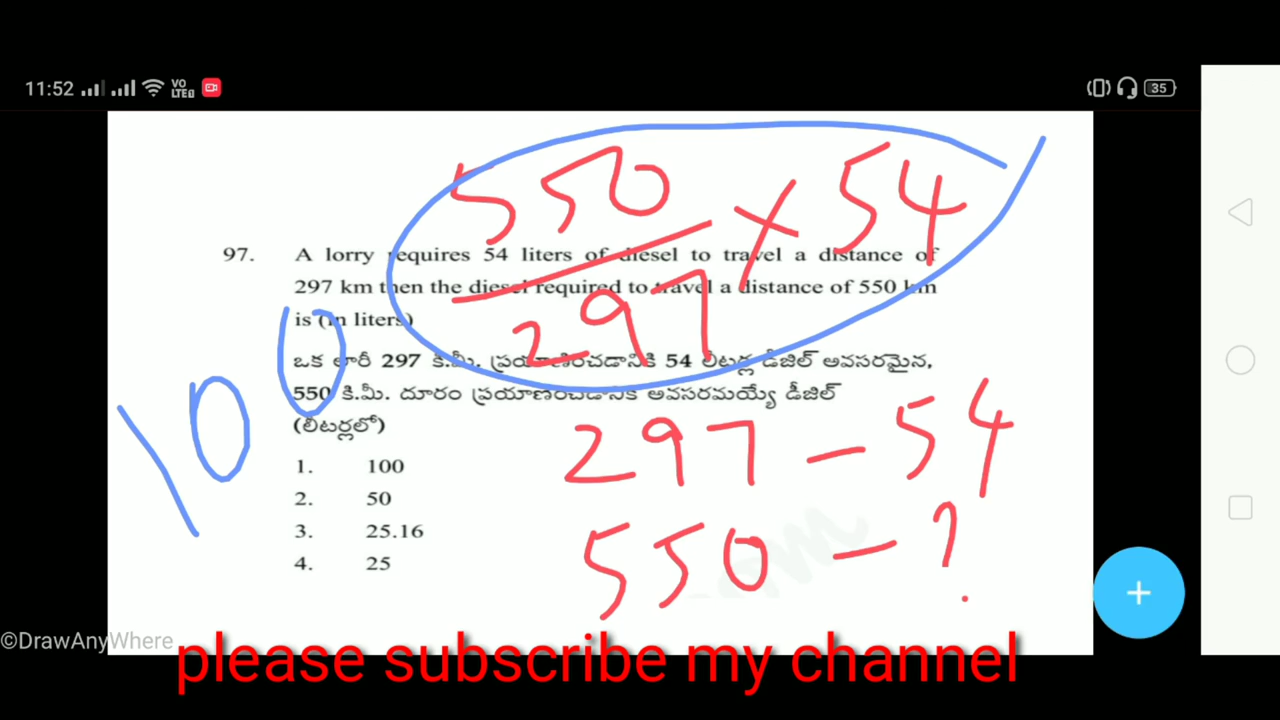 11:52 VO LTE 35
550
── × 54
297
97. A lorry requires 54 liters of diesel to travel a distance of
297 km then the diesel required to travel a distance of 550 km
is (in liters)
ఒక లారీ 297 కి.మీ. ప్రయాణించడానికి 54 లీటర్ల డీజిల్ అవసరమైన,
550 కి.మీ. దూరం ప్రయాణించడానికి అవసరమయ్యే డీజిల్
(లీటర్లలో)
100
1. 100
2. 50
3. 25.16
4. 25
297 – 54
550 – ?
©DrawAnyWhere
please subscribe my channel